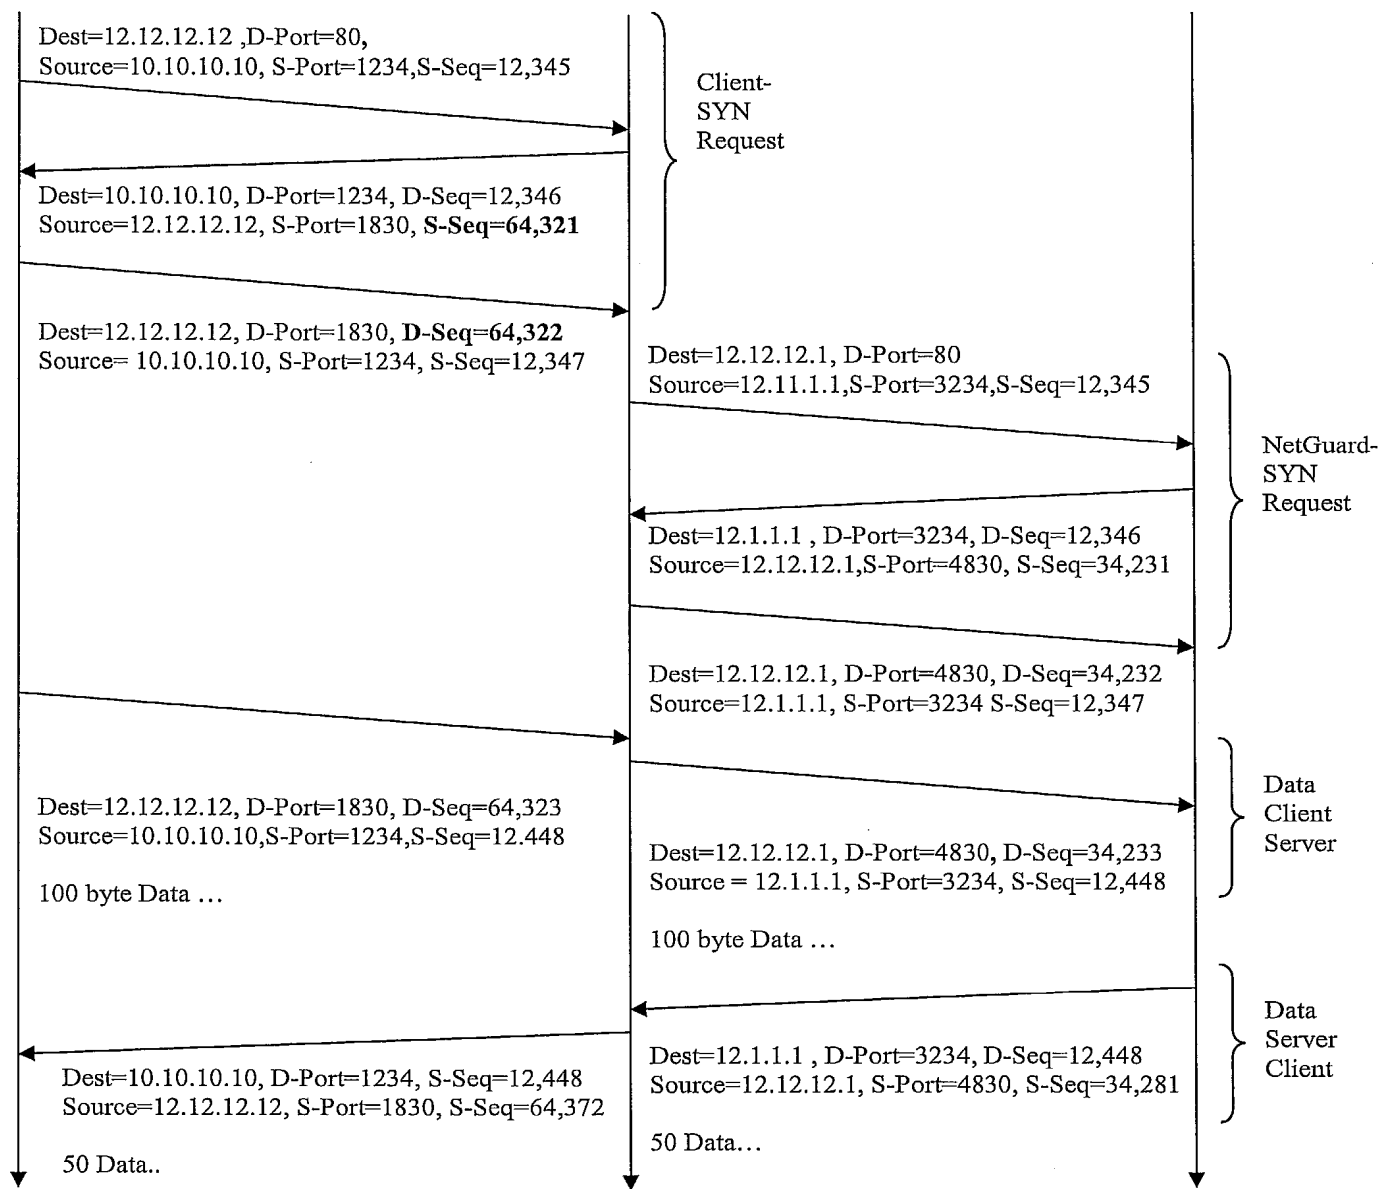 Dest=12.12.12.12 ,D-Port=80,
Source=10.10.10.10, S-Port=1234,S-Seq=12,345
Client-
SYN
Request
Dest=10.10.10.10, D-Port=1234, D-Seq=12,346
Source=12.12.12.12, S-Port=1830, S-Seq=64,321
Dest=12.12.12.12, D-Port=1830, D-Seq=64,322
Source= 10.10.10.10, S-Port=1234, S-Seq=12,347
Dest=12.12.12.1, D-Port=80
Source=12.11.1.1,S-Port=3234,S-Seq=12,345
NetGuard-
SYN
Request
Dest=12.1.1.1 , D-Port=3234, D-Seq=12,346
Source=12.12.12.1,S-Port=4830, S-Seq=34,231
Dest=12.12.12.1, D-Port=4830, D-Seq=34,232
Source=12.1.1.1, S-Port=3234 S-Seq=12,347
Dest=12.12.12.12, D-Port=1830, D-Seq=64,323
Source=10.10.10.10,S-Port=1234,S-Seq=12.448
100 byte Data ...
Dest=12.12.12.1, D-Port=4830, D-Seq=34,233
Source = 12.1.1.1, S-Port=3234, S-Seq=12,448
100 byte Data ...
Data
Client
Server
Dest=12.1.1.1 , D-Port=3234, D-Seq=12,448
Source=12.12.12.1, S-Port=4830, S-Seq=34,281
50 Data...
Data
Server
Client
Dest=10.10.10.10, D-Port=1234, S-Seq=12,448
Source=12.12.12.12, S-Port=1830, S-Seq=64,372
50 Data..